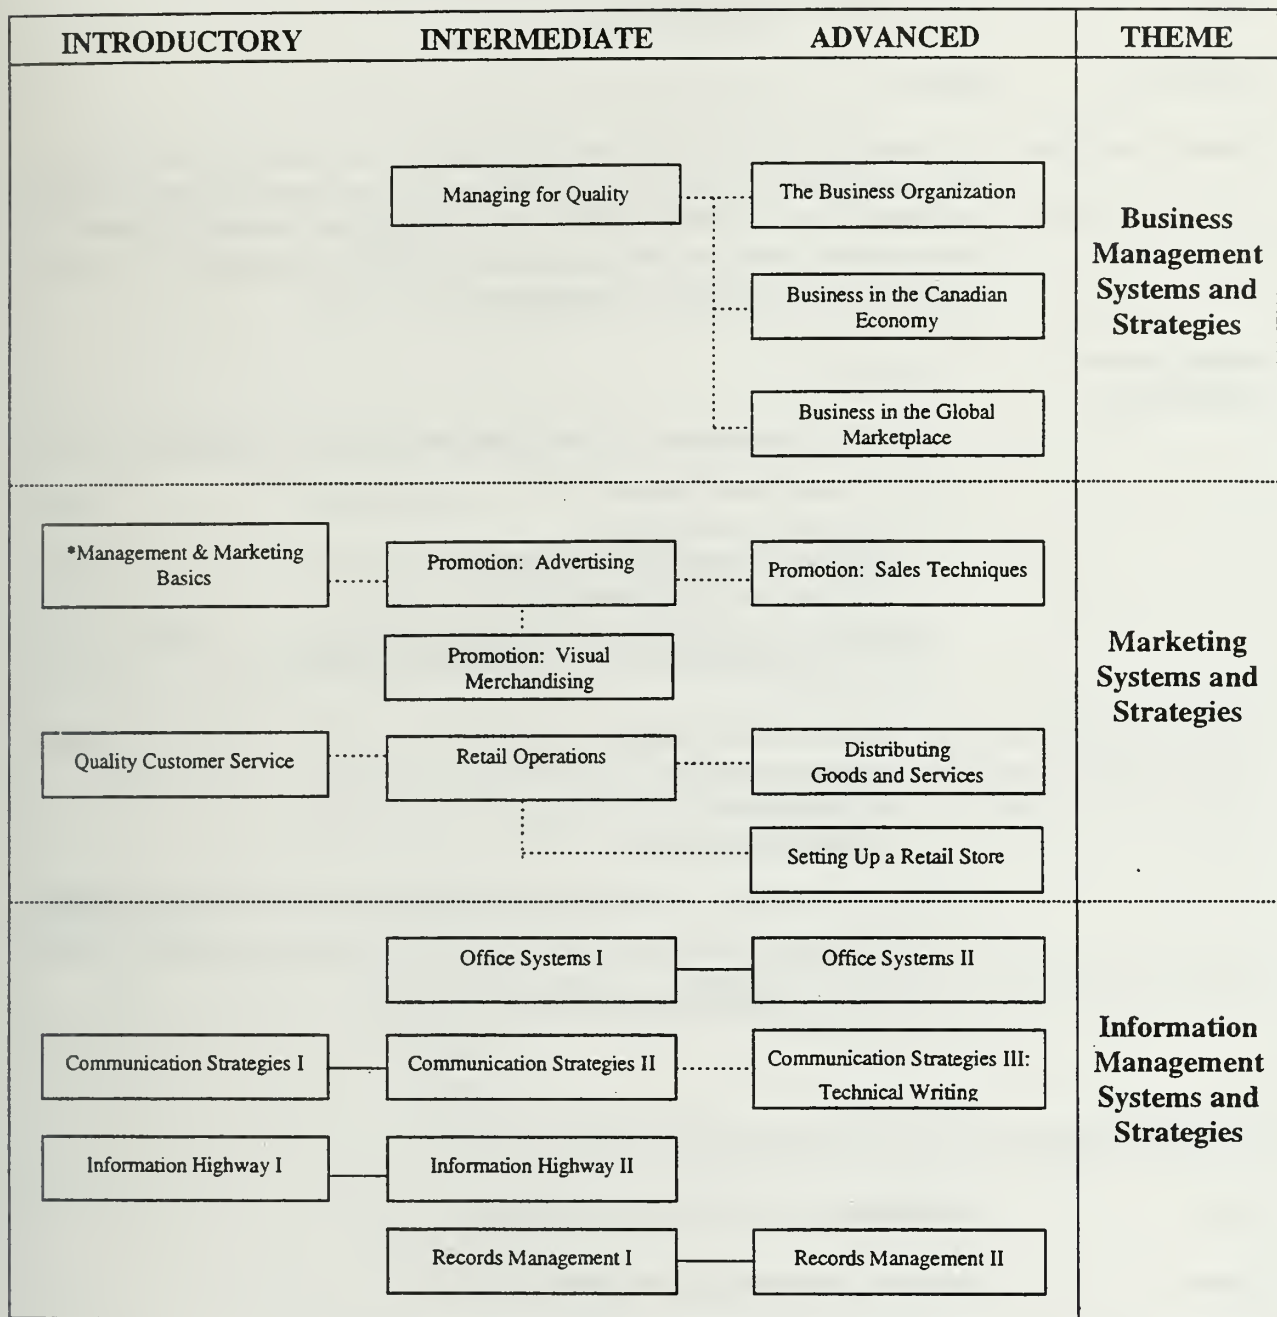 INTRODUCTORY INTERMEDIATE ADVANCED THEME
Managing for Quality
The Business Organization
Business in the Canadian
Economy
Business in the Global
Marketplace
Business
Management
Systems and
Strategies
*Management & Marketing
Basics
Promotion: Advertising
Promotion: Sales Techniques
Promotion: Visual
Merchandising
Quality Customer Service
Retail Operations
Distributing
Goods and Services
Setting Up a Retail Store
Marketing
Systems and
Strategies
Office Systems I
Office Systems II
Communication Strategies I
Communication Strategies II
Communication Strategies III:
Technical Writing
Information Highway I
Information Highway II
Records Management I
Records Management II
Information
Management
Systems and
Strategies